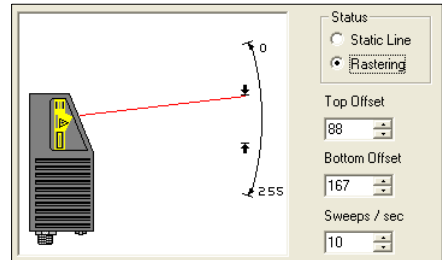 0
255
Status
Static Line
Rastering
Top Offset
88
Bottom Offset
167
Sweeps / sec
10